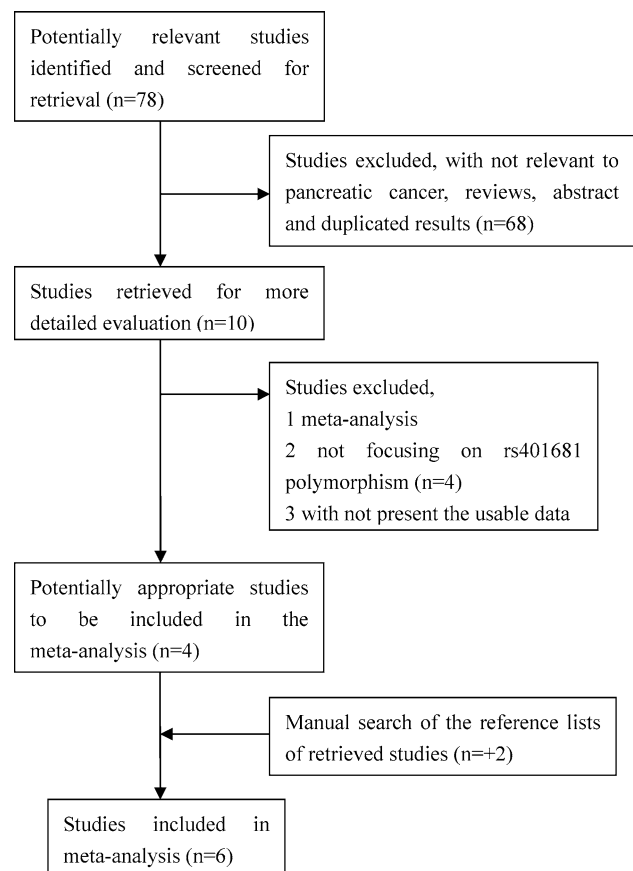 Potentially relevant studies
identified and screened for
retrieval (n=78)
Studies excluded, with not relevant to
pancreatic cancer, reviews, abstract
and duplicated results (n=68)
Studies retrieved for more
detailed evaluation (n=10)
Studies excluded,
1 meta-analysis
2 not focusing on rs401681
polymorphism (n=4)
3 with not present the usable data
Potentially appropriate studies
to be included in the
meta-analysis (n=4)
Manual search of the reference lists
of retrieved studies (n=+2)
Studies included in
meta-analysis (n=6)